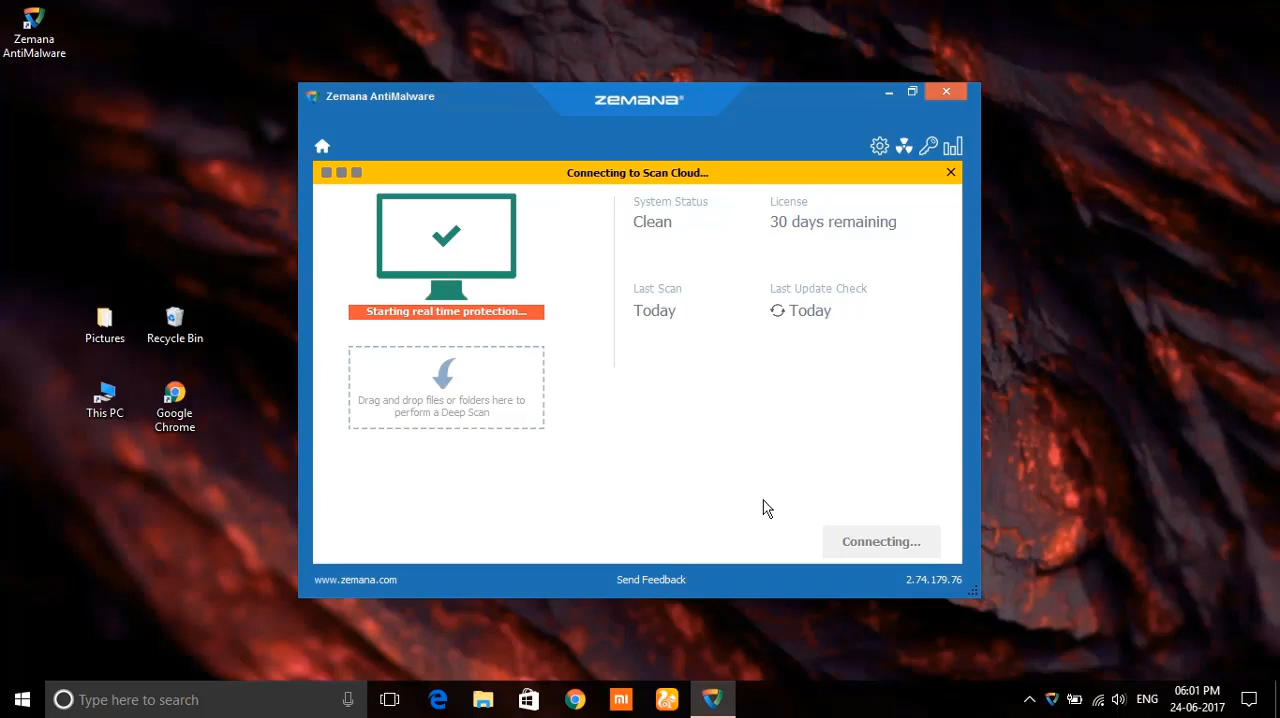 Zemana
AntiMalware
Zemana AntiMalware
ZEMANA®
Connecting to Scan Cloud...
System Status
License
Clean
30 days remaining
Starting real time protection...
Last Scan
Last Update Check
Today
Today
Drag and drop files or folders here to
perform a Deep Scan
Connecting...
www.zemana.com
Send Feedback
2.74.179.76
Pictures
Recycle Bin
This PC
Google
Chrome
Type here to search
mi
ENG
06:01 PM
24-06-2017